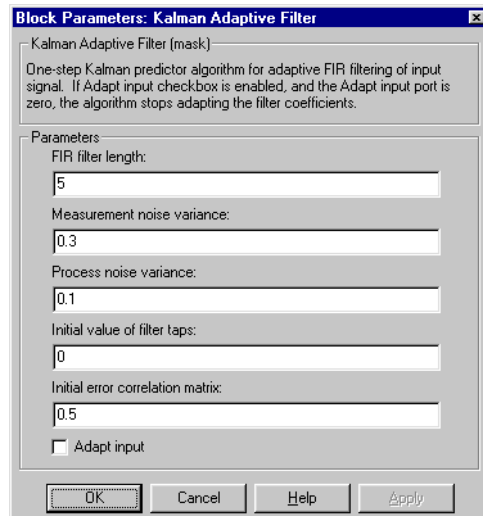 Block Parameters: Kalman Adaptive Filter
Kalman Adaptive Filter (mask)
One-step Kalman predictor algorithm for adaptive FIR filtering of input
signal. If Adapt input checkbox is enabled, and the Adapt input port is
zero, the algorithm stops adapting the filter coefficients.
Parameters
FIR filter length:
5
Measurement noise variance:
0.3
Process noise variance:
0.1
Initial value of filter taps:
0
Initial error correlation matrix:
0.5
Adapt input
OK Cancel Help Apply